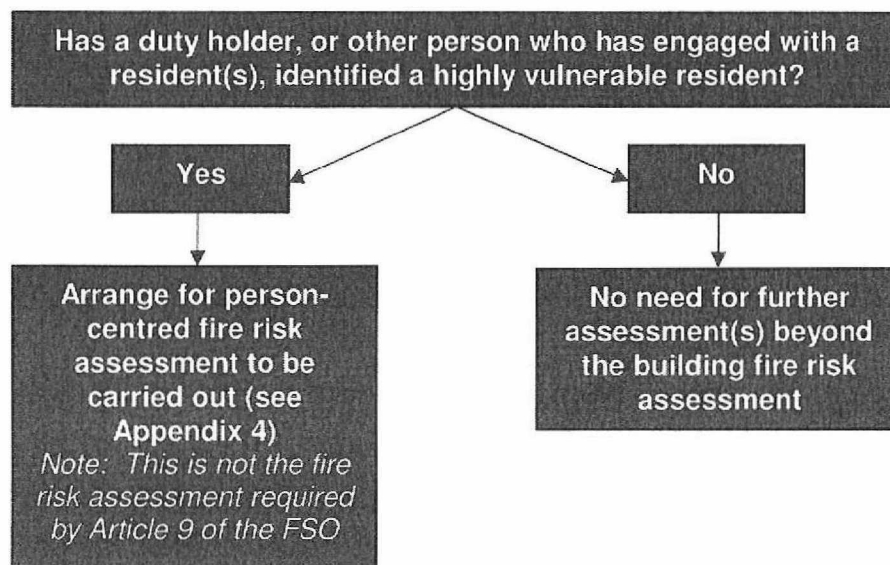 Has a duty holder, or other person who has engaged with a
resident(s), identified a highly vulnerable resident?
Yes
No
Arrange for person-
centred fire risk
assessment to be
carried out (see
Appendix 4)
Note: This is not the fire
risk assessment required
by Article 9 of the FSO
No need for further
assessment(s) beyond
the building fire risk
assessment